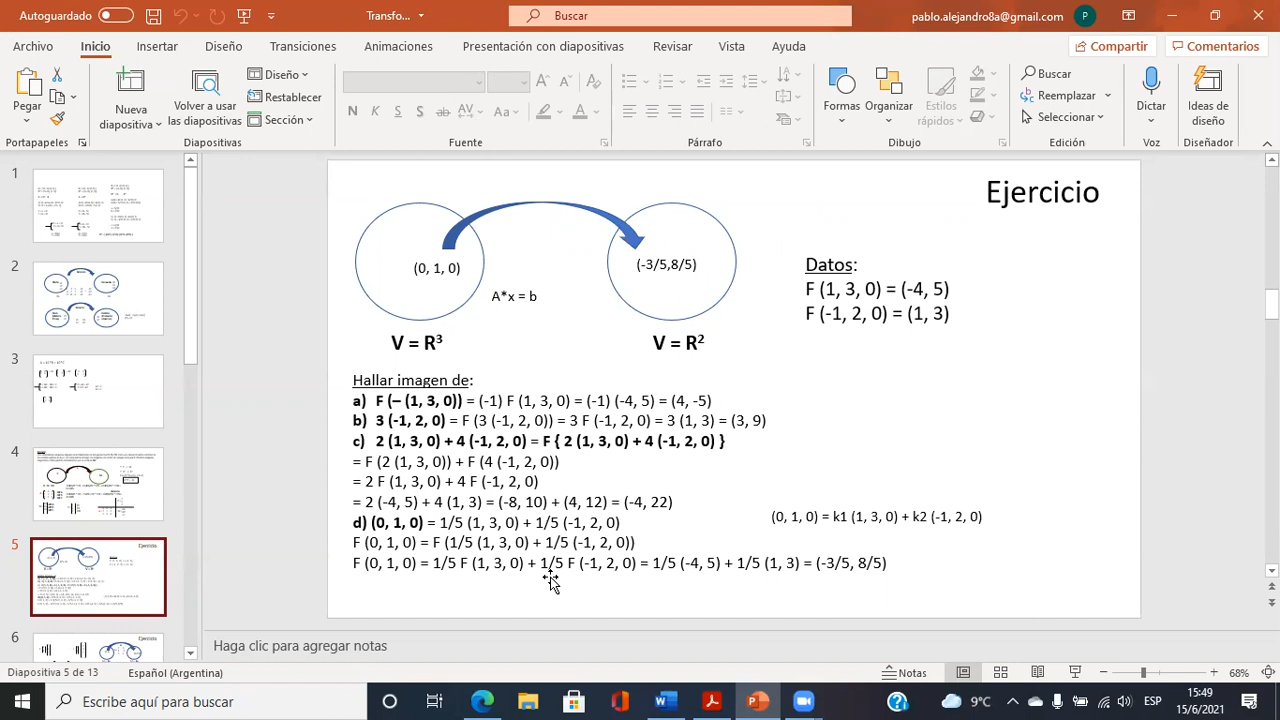 Autoguardado
Transfo...
Buscar
pablo.alejandro8a@gmail.com
P
Archivo
Inicio
Insertar
Diseño
Transiciones
Animaciones
Presentación con diapositivas
Revisar
Vista
Ayuda
Compartir
Comentarios
Pegar
Nueva diapositiva
Volver a usar las diapositivas
Diseño
Restablecer
Sección
N K S S ab AV Aa A
Formas
Organizar
Estilos rápidos
Buscar
Reemplazar
Seleccionar
Dictar
Ideas de diseño
Portapapeles
Diapositivas
Fuente
Párrafo
Dibujo
Edición
Voz
Diseñador
1
2
3
4
5
6
Ejercicio
(0, 1, 0)
(-3/5,8/5)
A*x = b
V = R³
V = R²
Datos:
F (1, 3, 0) = (-4, 5)
F (-1, 2, 0) = (1, 3)
Hallar imagen de:
a) F (– (1, 3, 0)) = (-1) F (1, 3, 0) = (-1) (-4, 5) = (4, -5)
b) 3 (-1, 2, 0) = F (3 (-1, 2, 0)) = 3 F (-1, 2, 0) = 3 (1, 3) = (3, 9)
c) 2 (1, 3, 0) + 4 (-1, 2, 0) = F { 2 (1, 3, 0) + 4 (-1, 2, 0) }
= F (2 (1, 3, 0)) + F (4 (-1, 2, 0))
= 2 F (1, 3, 0) + 4 F (-1, 2, 0)
= 2 (-4, 5) + 4 (1, 3) = (-8, 10) + (4, 12) = (-4, 22)
(0, 1, 0) = k1 (1, 3, 0) + k2 (-1, 2, 0)
d) (0, 1, 0) = 1/5 (1, 3, 0) + 1/5 (-1, 2, 0)
F (0, 1, 0) = F (1/5 (1, 3, 0) + 1/5 (-1, 2, 0))
F (0, 1, 0) = 1/5 F (1, 3, 0) + 1/5 F (-1, 2, 0) = 1/5 (-4, 5) + 1/5 (1, 3) = (-3/5, 8/5)
Haga clic para agregar notas
Diapositiva 5 de 13
Español (Argentina)
Notas
68%
Escribe aquí para buscar
9°C
ESP
15:49
15/6/2021